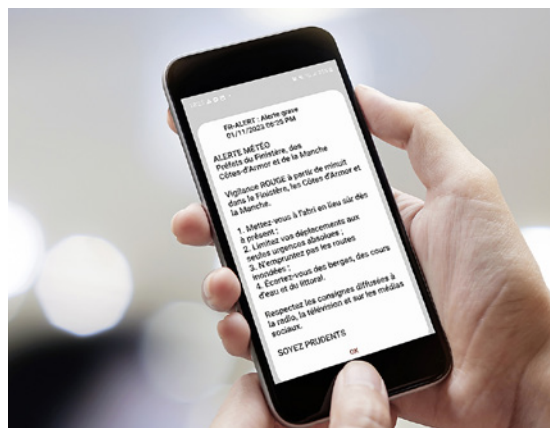 FR-ALERT : Alerte grave
01/11/2023 06:25 PM
ALERTE MÉTÉO
Préfets du Finistère, des
Côtes-d'Armor et de la Manche
Vigilance ROUGE à partir de minuit
dans le Finistère, les Côtes d'Armor et
la Manche.
1. Mettez-vous à l'abri en lieu sûr dès
à présent ;
2. Limitez vos déplacements aux
seules urgences absolues ;
3. N'empruntez pas les routes
inondées ;
4. Écartez-vous des berges, des cours
d'eau et du littoral.
Respectez les consignes diffusées à
la radio, la télévision et sur les médias
sociaux.
SOYEZ PRUDENTS
OK